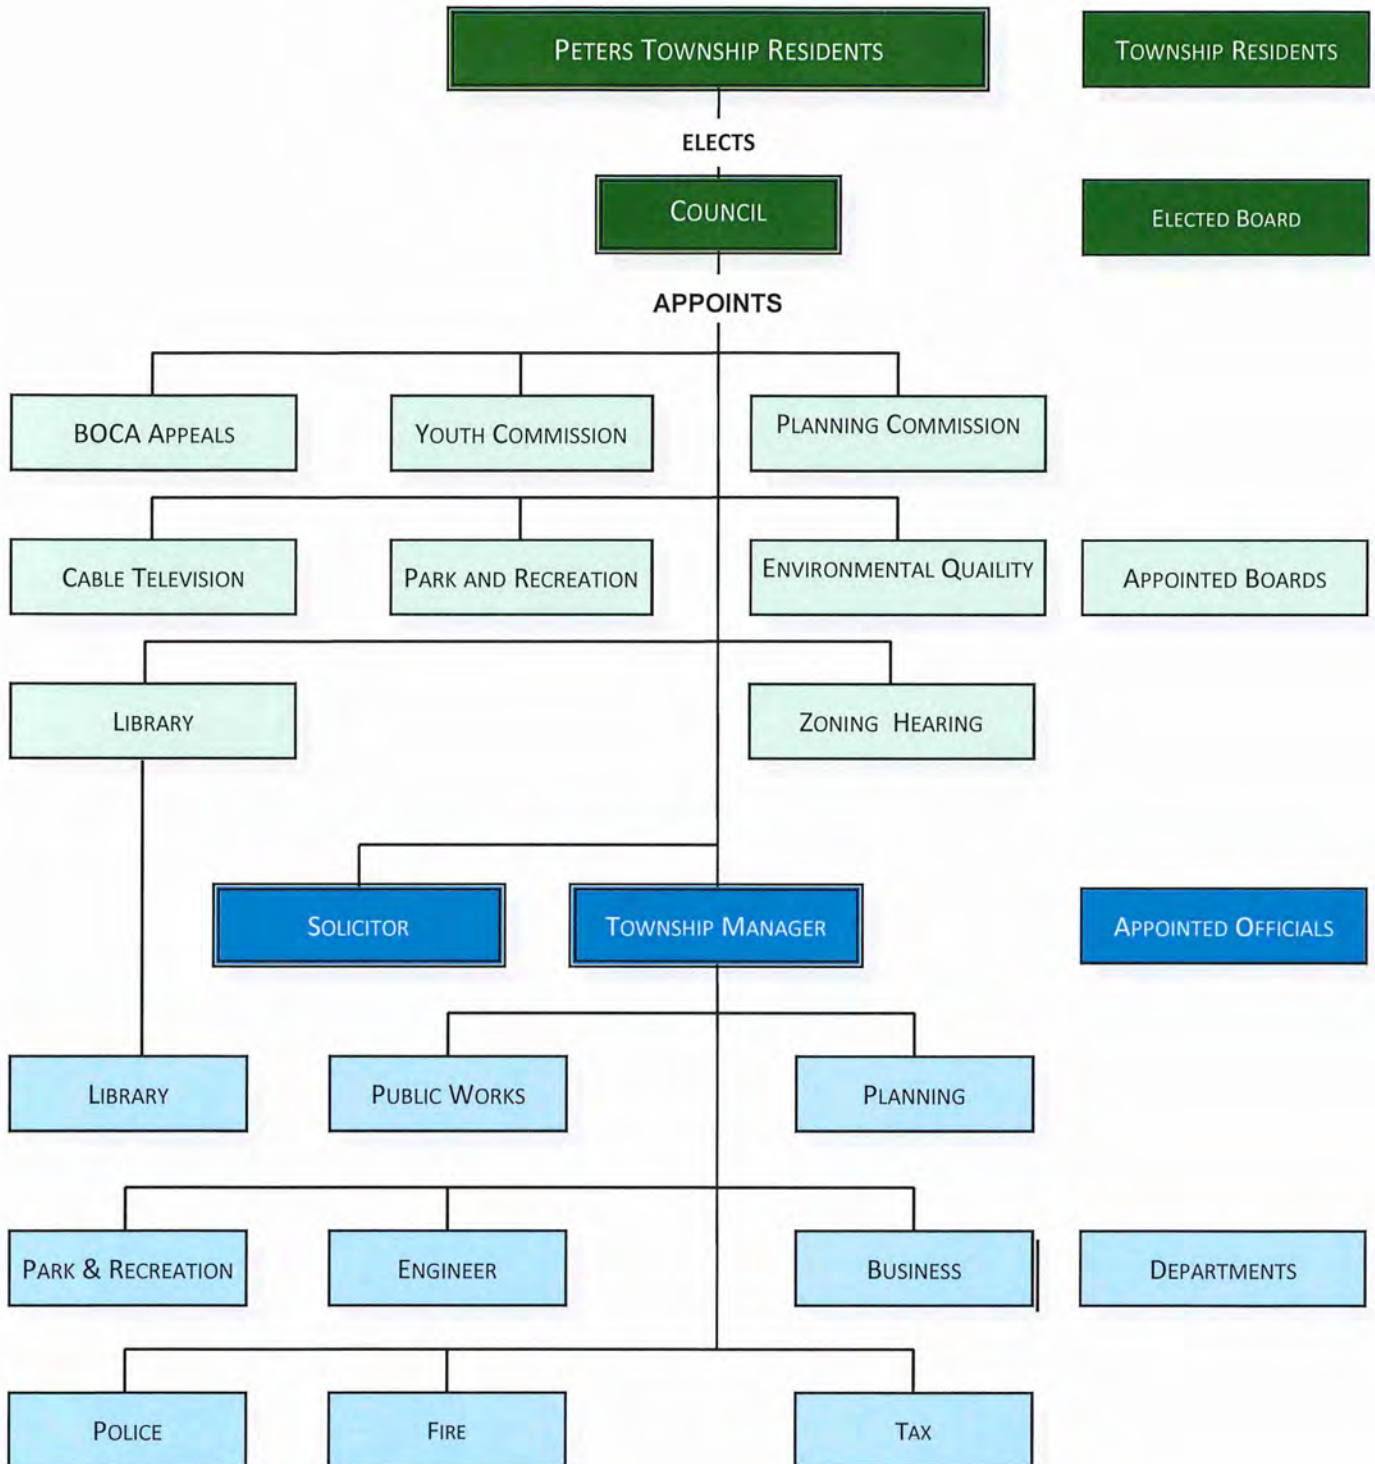 PETERS TOWNSHIP RESIDENTS
TOWNSHIP RESIDENTS
ELECTS
COUNCIL
ELECTED BOARD
APPOINTS
BOCA APPEALS
YOUTH COMMISSION
PLANNING COMMISSION
CABLE TELEVISION
PARK AND RECREATION
ENVIRONMENTAL QUAILITY
APPOINTED BOARDS
LIBRARY
ZONING HEARING
SOLICITOR
TOWNSHIP MANAGER
APPOINTED OFFICIALS
LIBRARY
PUBLIC WORKS
PLANNING
PARK & RECREATION
ENGINEER
BUSINESS
DEPARTMENTS
POLICE
FIRE
TAX